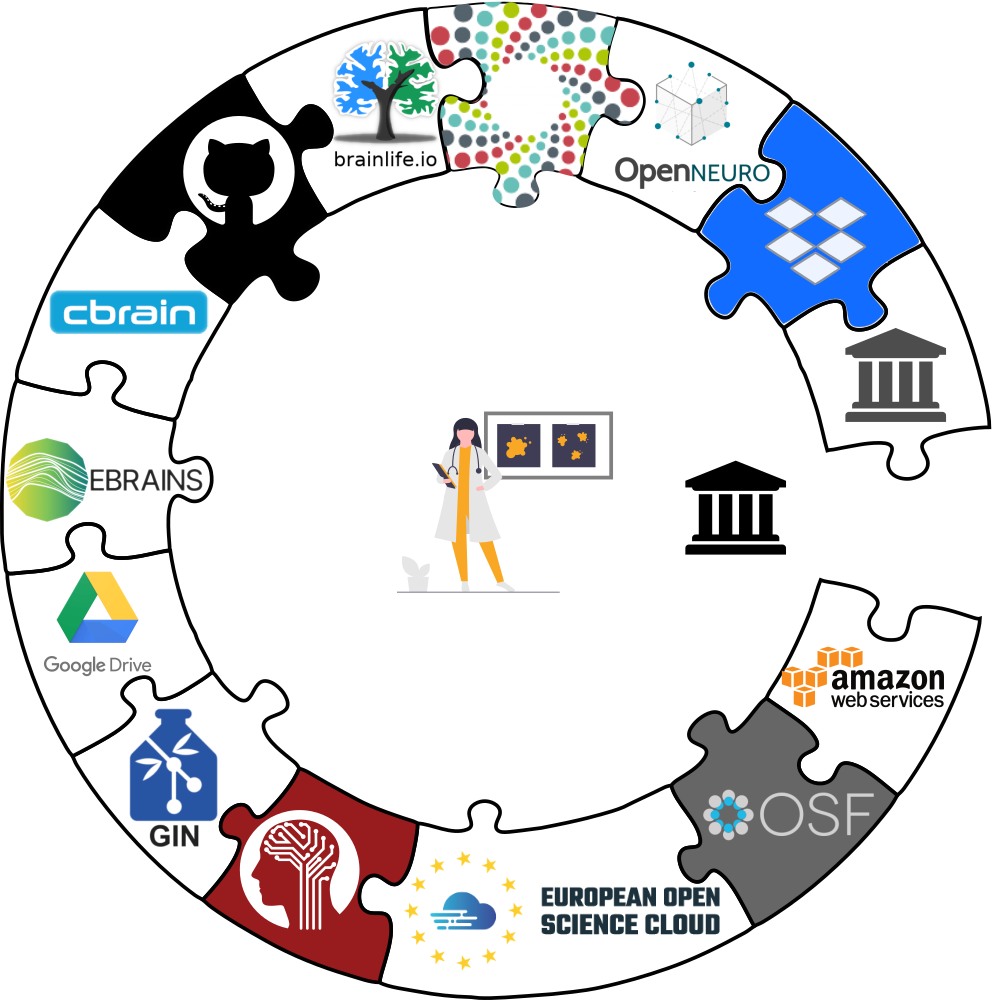 brainlife.io
OpenNEURO
cbrain
EBRAINS
Google Drive
GIN
EUROPEAN OPEN
SCIENCE CLOUD
OSF
amazon
web services